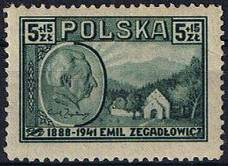 5+15 ZŁ POLSKA 5+15 ZŁ
1888-1941 EMIL ZEGADŁOWICZ